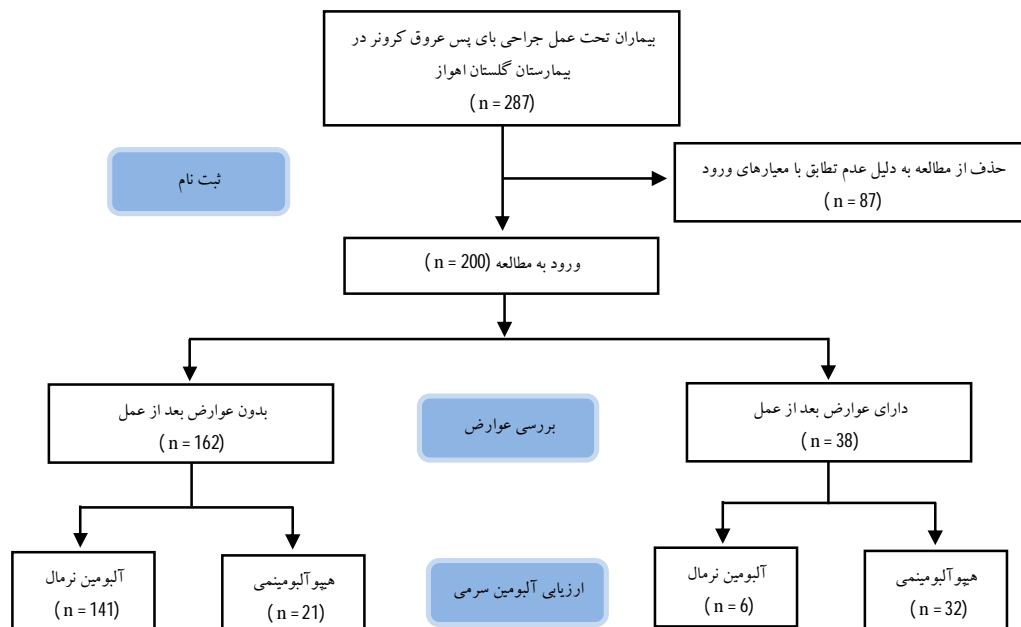 بیماران تحت عمل جراحی بای پس عروق کرونر در
بیمارستان گلستان اهواز
( n = 287)
ثبت نام
حذف از مطالعه به دلیل عدم تطابق با معیارهای ورود
( n = 87)
ورود به مطالعه (n = 200 )
دارای عوارض بعد از عمل
( n = 38)
بررسی عوارض
بدون عوارض بعد از عمل
( n = 162)
هیپوآلبومینمی
( n = 32)
آلبومین نرمال
( n = 6)
ارزیابی آلبومین سرمی
هیپوآلبومینمی
( n = 21)
آلبومین نرمال
( n = 141)